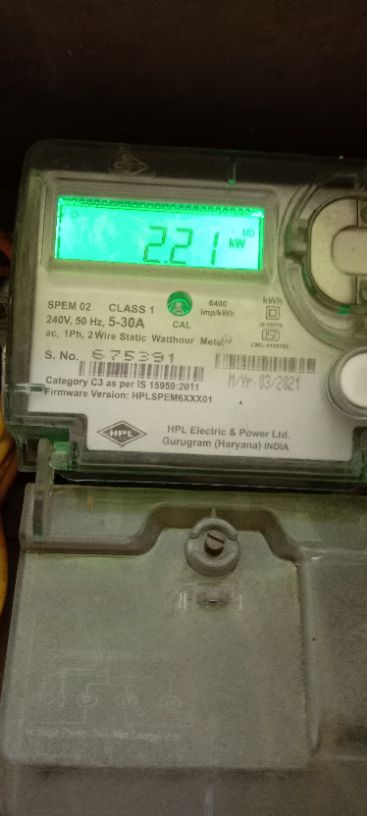 MD
2.21 kW
SPEM 02 CLASS 1
240V, 50 Hz, 5-30A
CAL
6400
imp/kWh
kWh
ac, 1Ph, 2 Wire Static Watthour Meter
S. No. 675391
M/Yr-03/2021
Category C3 as per IS 15959:2011
Firmware Version: HPLSPEM6XXX01
HPL
HPL Electric & Power Ltd.
Gurugram (Haryana) INDIA